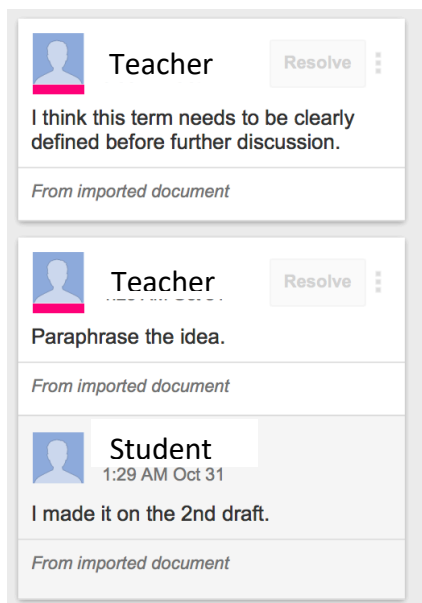 Teacher
Resolve
I think this term needs to be clearly
defined before further discussion.
From imported document
Teacher
Resolve
Paraphrase the idea.
From imported document
Student
1:29 AM Oct 31
I made it on the 2nd draft.
From imported document